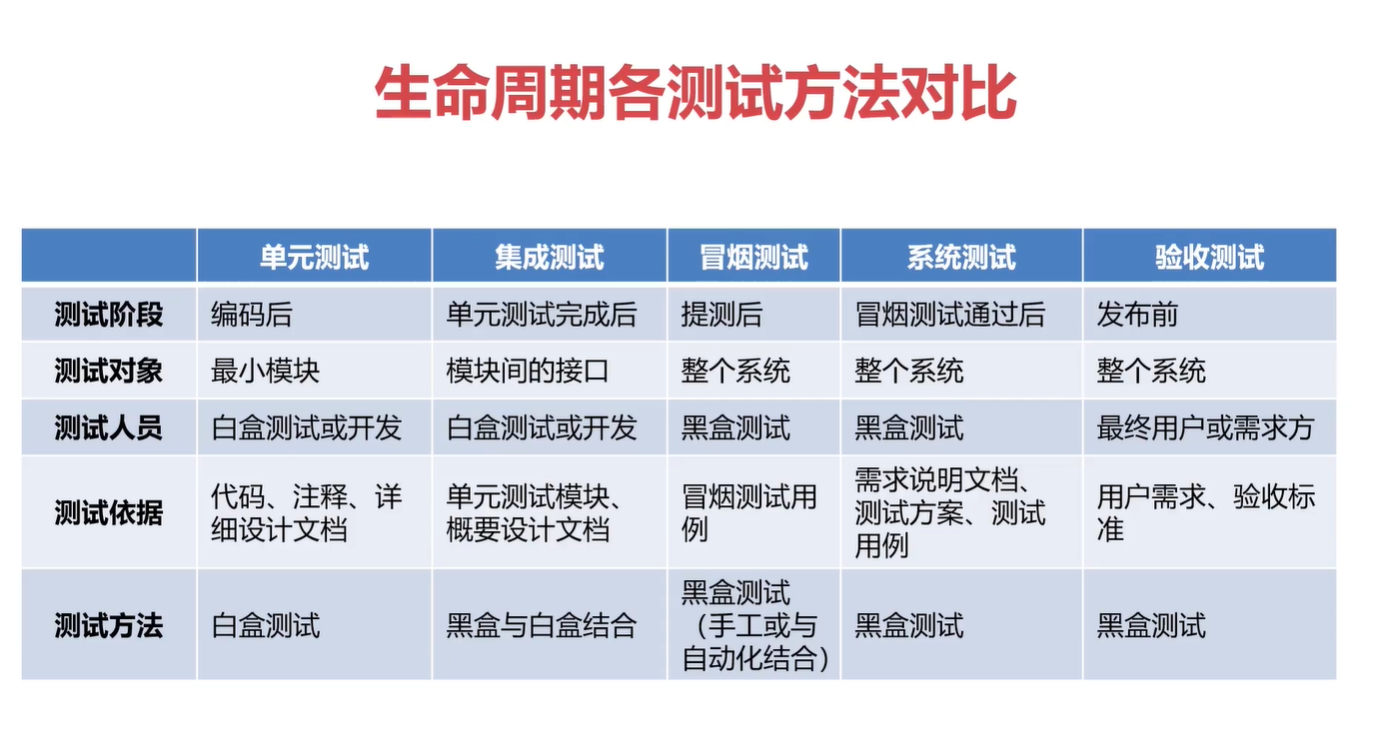 生命周期各测试方法对比
单元测试 集成测试 冒烟测试 系统测试 验收测试
测试阶段 编码后 单元测试完成后 提测后 冒烟测试通过后 发布前
测试对象 最小模块 模块间的接口 整个系统 整个系统 整个系统
测试人员 白盒测试或开发 白盒测试或开发 黑盒测试 黑盒测试 最终用户或需求方
测试依据
代码、注释、详
细设计文档
单元测试模块、
概要设计文档
冒烟测试用
例
需求说明文档、
测试方案、测试
用例
用户需求、验收标
准
测试方法
白盒测试
黑盒与白盒结合
黑盒测试
（手工或与
自动化结合）
黑盒测试
黑盒测试